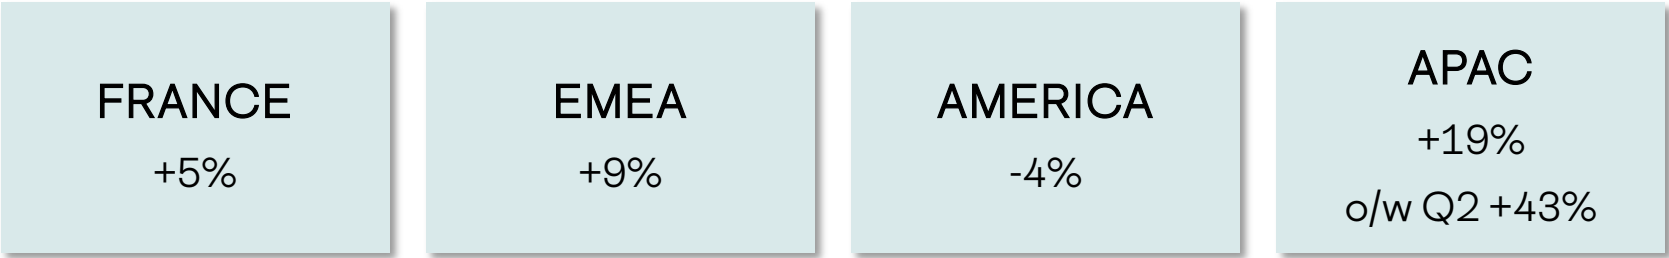 FRANCE
+5%
EMEA
+9%
AMERICA
-4%
APAC
+19%
o/w Q2 +43%